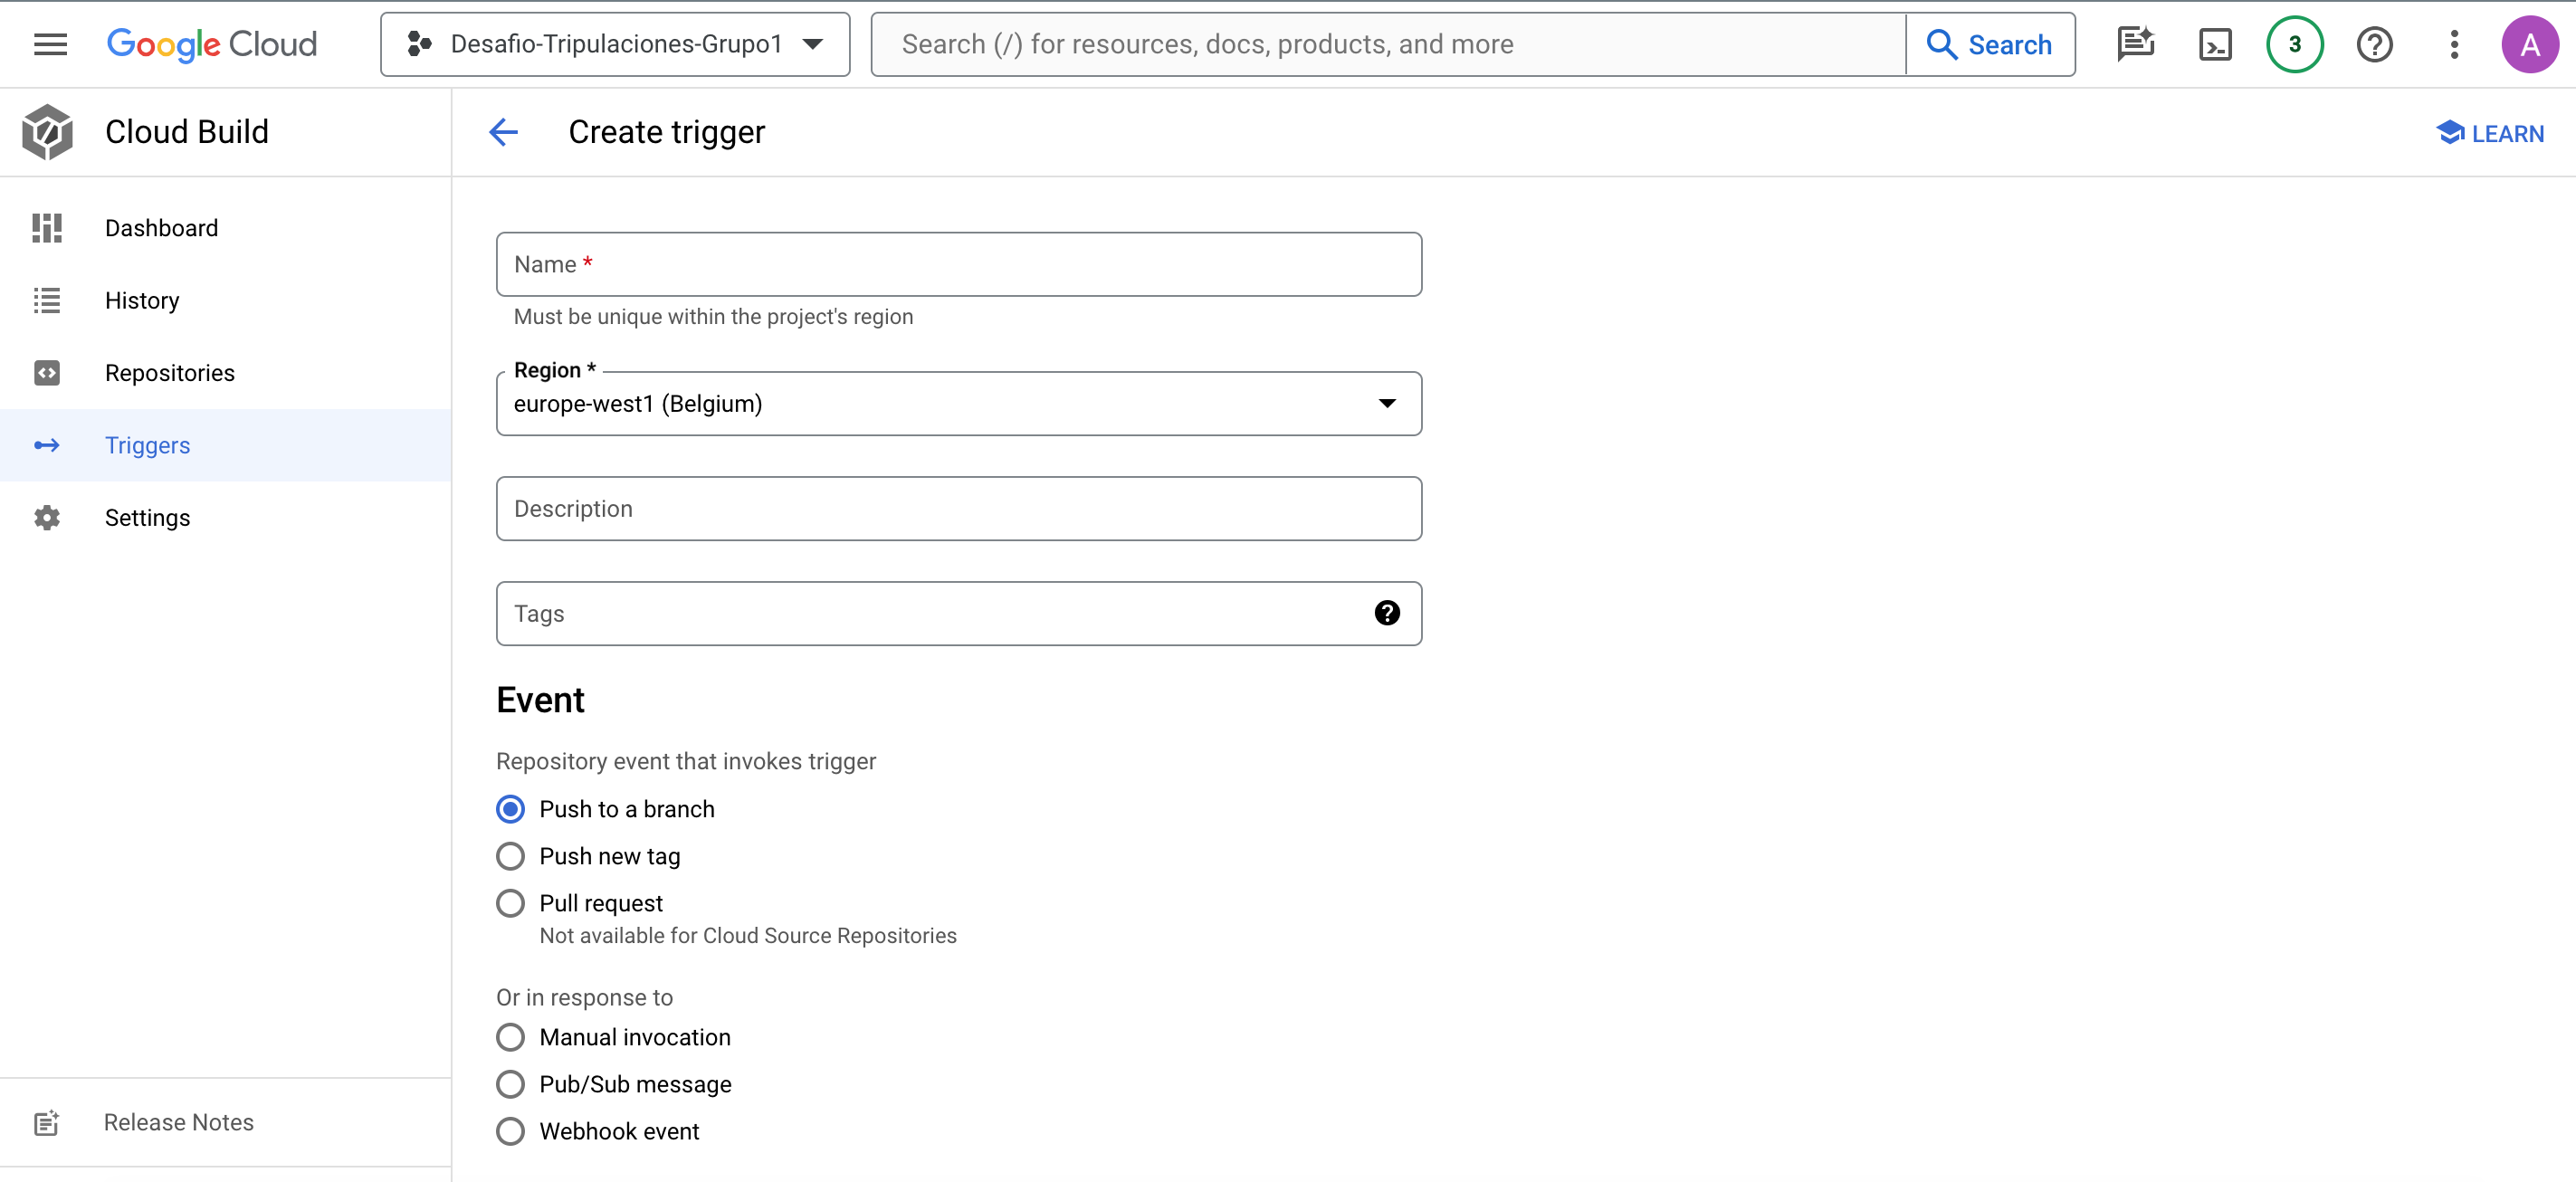 Google Cloud
Desafio-Tripulaciones-Grupo1
Search (/) for resources, docs, products, and more
Search
3
A
Cloud Build
Create trigger
LEARN
Dashboard
History
Repositories
Triggers
Settings
Release Notes
Name *
Must be unique within the project's region
Region *
europe-west1 (Belgium)
Description
Tags
Event
Repository event that invokes trigger
Push to a branch
Push new tag
Pull request
Not available for Cloud Source Repositories
Or in response to
Manual invocation
Pub/Sub message
Webhook event